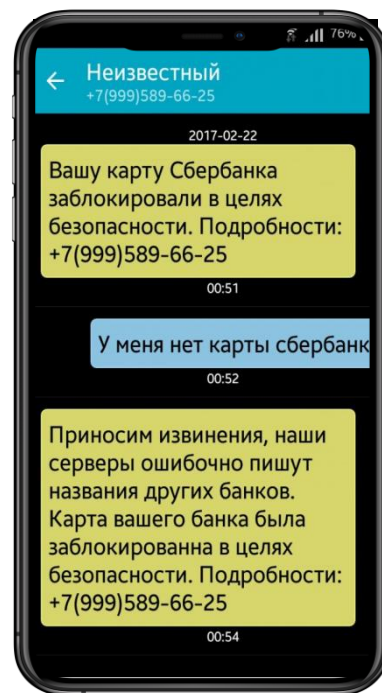 76%
Неизвестный
+7(999)589-66-25
2017-02-22
Вашу карту Сбербанка
заблокировали в целях
безопасности. Подробности:
+7(999)589-66-25
00:51
У меня нет карты сбербанк
00:52
Приносим извинения, наши
серверы ошибочно пишут
названия других банков.
Карта вашего банка была
заблокированна в целях
безопасности. Подробности:
+7(999)589-66-25
00:54